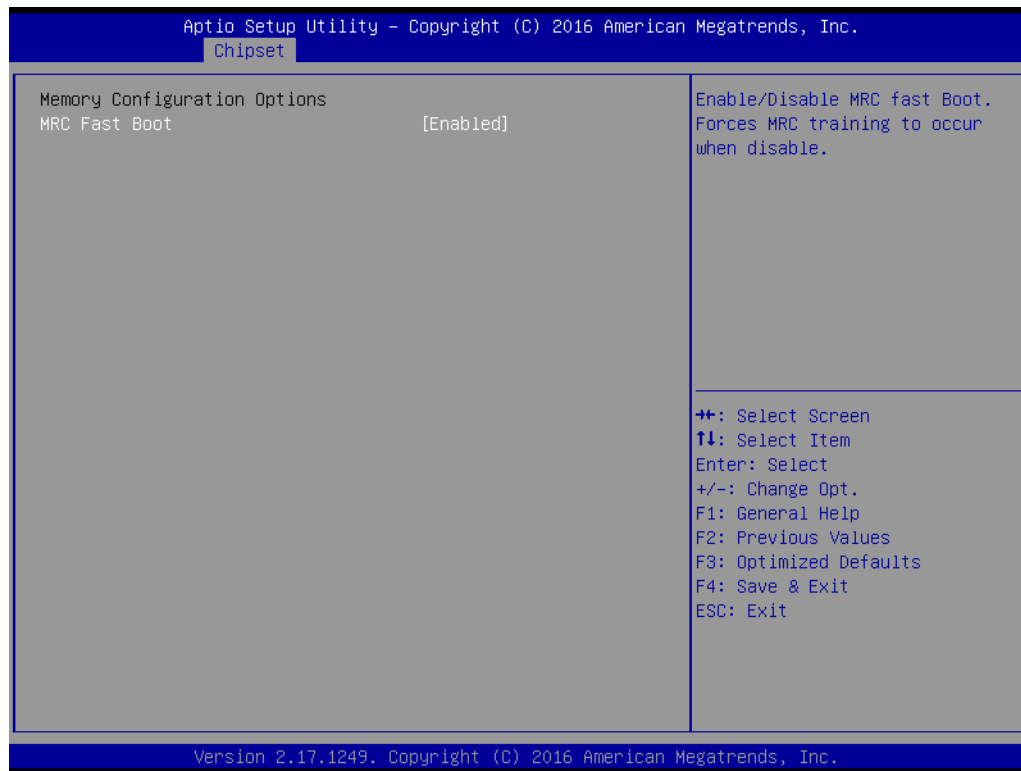 Aptio Setup Utility – Copyright (C) 2016 American Megatrends, Inc.
Chipset
Memory Configuration Options
MRC Fast Boot [Enabled]
Enable/Disable MRC fast Boot.
Forces MRC training to occur
when disable.
→←: Select Screen
↑↓: Select Item
Enter: Select
+/-: Change Opt.
F1: General Help
F2: Previous Values
F3: Optimized Defaults
F4: Save & Exit
ESC: Exit
Version 2.17.1249. Copyright (C) 2016 American Megatrends, Inc.